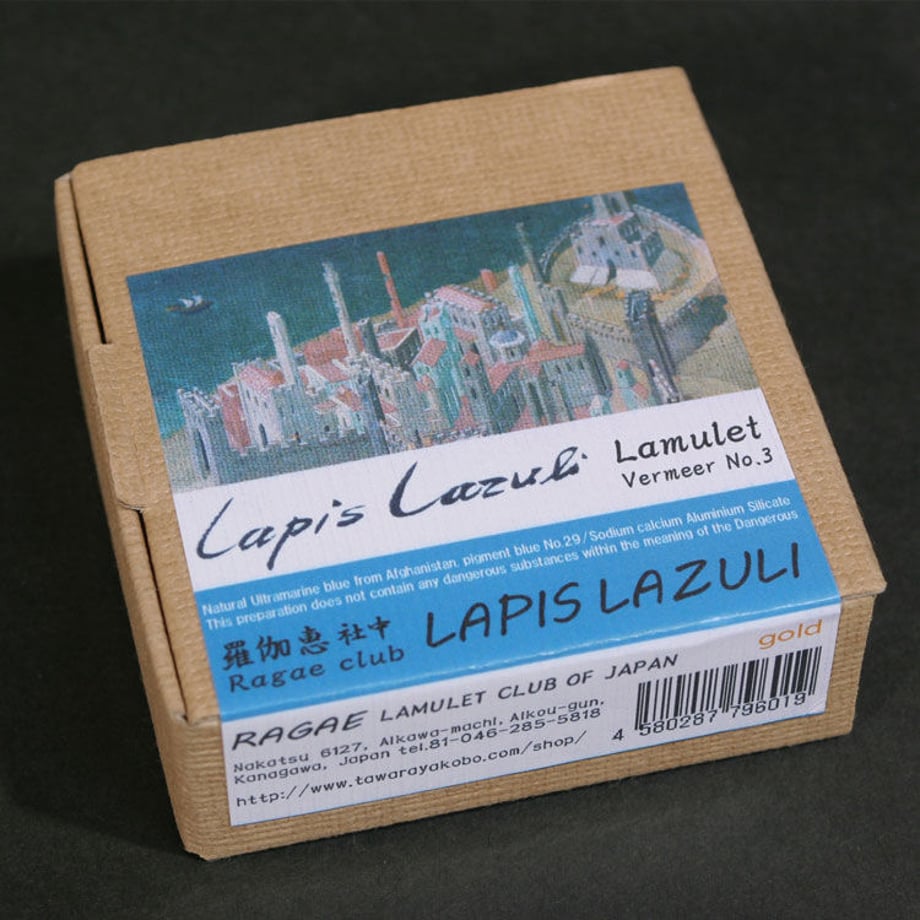 Lapis Lazuli
Lamulet
Vermeer No.3
Natural Ultramarine blue from Afghanistan, pigment blue No.29/Sodium calcium Aluminium Silicate
This preparation does not contain any dangerous substances within the meaning of the Dangerous
羅伽惠社中
Ragae club
LAPIS LAZULI
gold
RAGAE LAMULET CLUB OF JAPAN
Nakatsu 6127, Aikawa-machi, Aikou-gun,
Kanagawa, Japan tel.81-046-285-5818
http://www.tawarayakobo.com/shop/
4 580287 796019